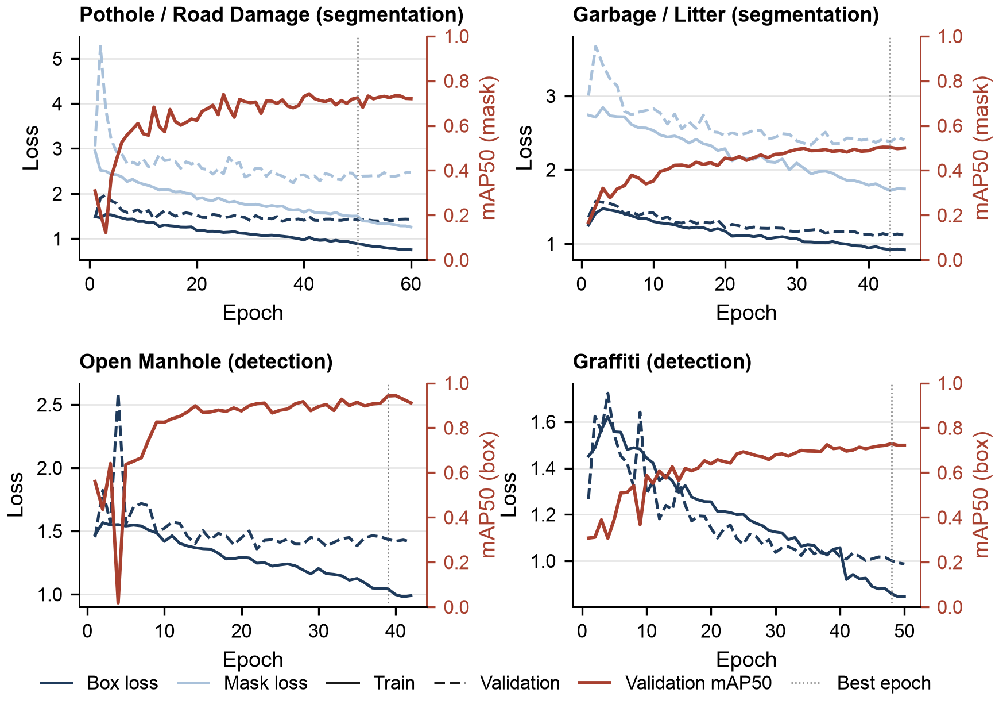 Pothole / Road Damage (segmentation)
5
4
3
2
1
Loss
1.0
0.8
0.6
0.4
0.2
0.0
mAP50 (mask)
0 20 40 60
Epoch
Garbage / Litter (segmentation)
3
2
1
Loss
1.0
0.8
0.6
0.4
0.2
0.0
mAP50 (mask)
0 10 20 30 40
Epoch
Open Manhole (detection)
2.5
2.0
1.5
1.0
Loss
1.0
0.8
0.6
0.4
0.2
0.0
mAP50 (box)
0 10 20 30 40
Epoch
Graffiti (detection)
1.6
1.4
1.2
1.0
Loss
1.0
0.8
0.6
0.4
0.2
0.0
mAP50 (box)
0 10 20 30 40 50
Epoch
Box loss Mask loss Train Validation Validation mAP50 Best epoch